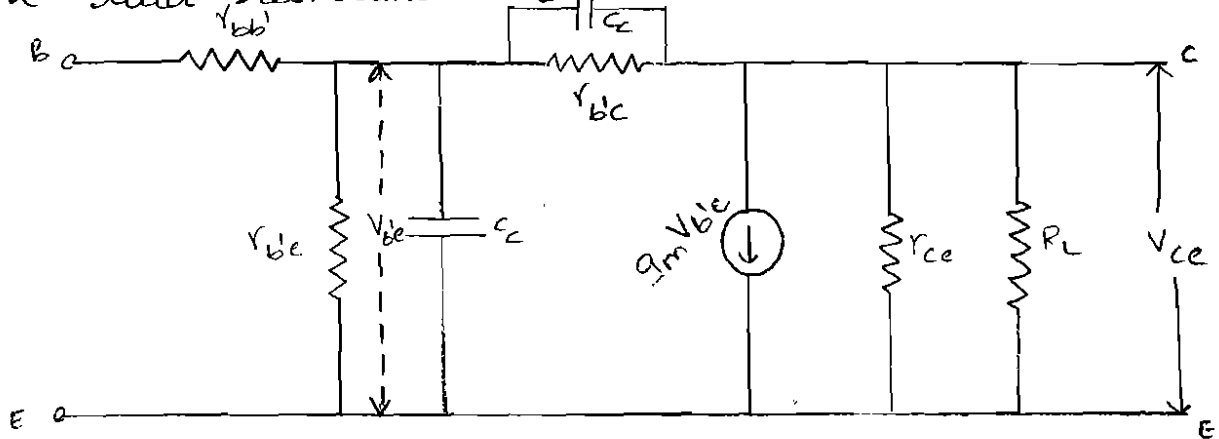 r_bb'
C_c
B
C
r_b'c
r_b'e
V_b'e
C_c
g_m V_b'e
r_ce
R_L
V_ce
E
E